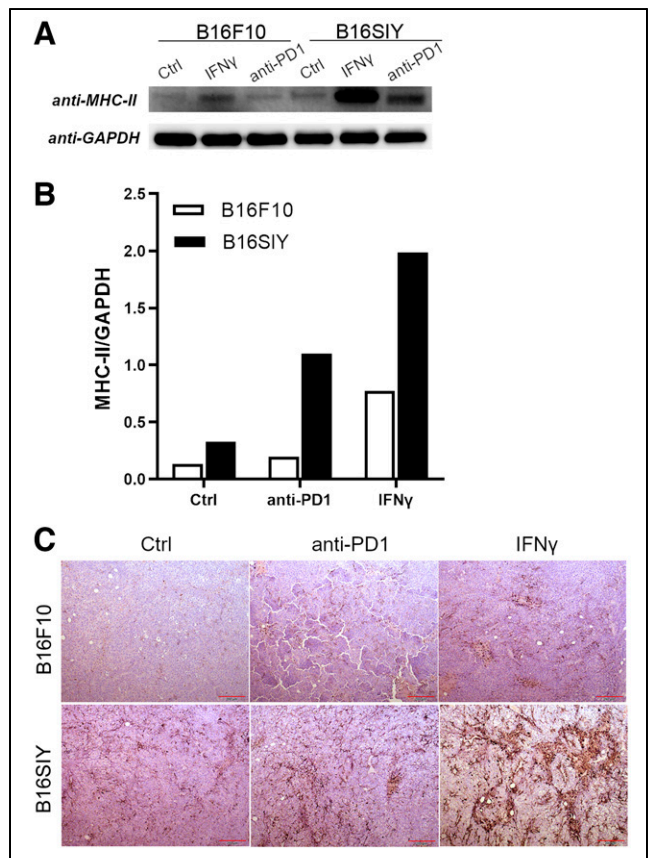 A
B16F10 B16SIY
Ctrl IFNγ anti-PD1 Ctrl IFNγ anti-PD1
anti-MHC-II
anti-GAPDH
B
2.5
2.0
1.5
1.0
0.5
0.0
MHC-II/GAPDH
B16F10
B16SIY
Ctrl anti-PD1 IFNγ
C
Ctrl anti-PD1 IFNγ
B16F10
B16SIY